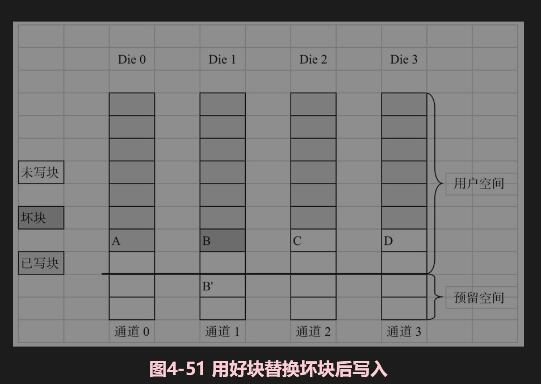 Die 0 Die 1 Die 2 Die 3
未写块
用户空间
坏块
A B C D
已写块
B'
预留空间
通道 0 通道 1 通道 2 通道 3
图4-51 用好块替换坏块后写入